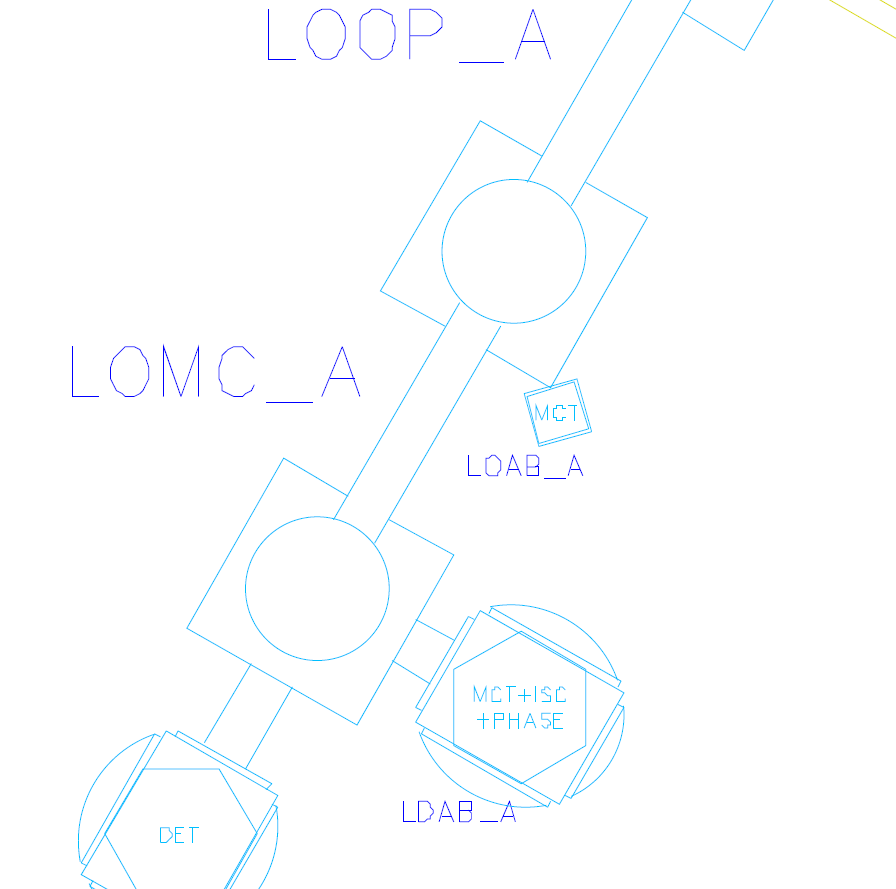 LOOP_A
LOMC_A
MCT
LOAB_A
MCT+ISC
+PHASE
LDAB_A
DET